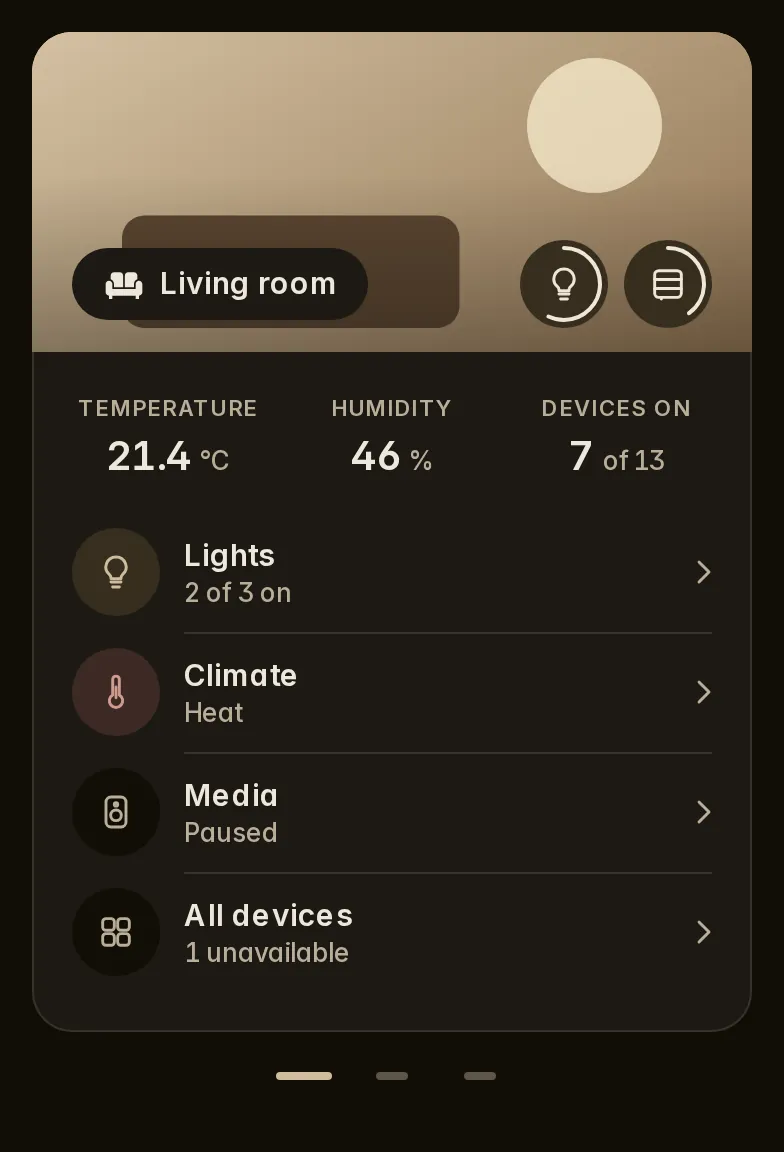 Living room
TEMPERATURE HUMIDITY DEVICES ON
21.4 °C 46 % 7 of 13
Lights
2 of 3 on
Climate
Heat
Media
Paused
All devices
1 unavailable